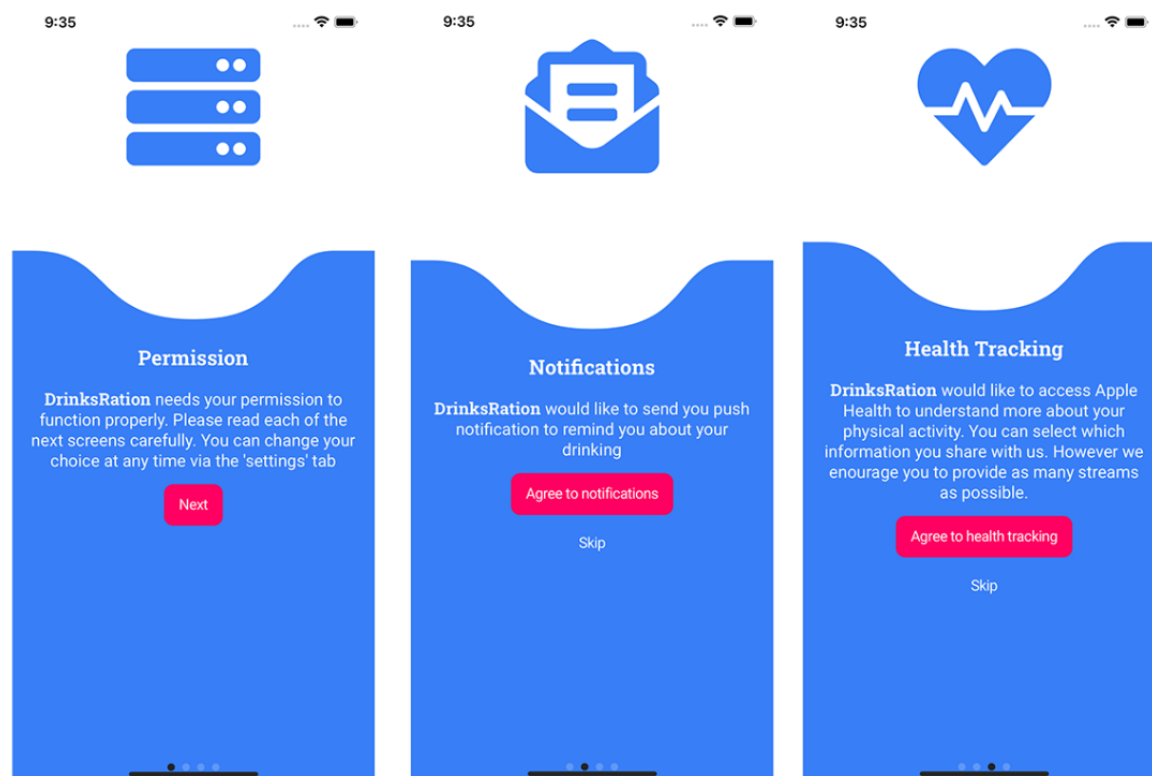 9:35
Permission
DrinksRation needs your permission to
function properly. Please read each of the
next screens carefully. You can change your
choice at any time via the 'settings' tab
Next
9:35
Notifications
DrinksRation would like to send you push
notification to remind you about your
drinking
Agree to notifications
Skip
9:35
Health Tracking
DrinksRation would like to access Apple
Health to understand more about your
physical activity. You can select which
information you share with us. However we
enourage you to provide as many streams
as possible.
Agree to health tracking
Skip